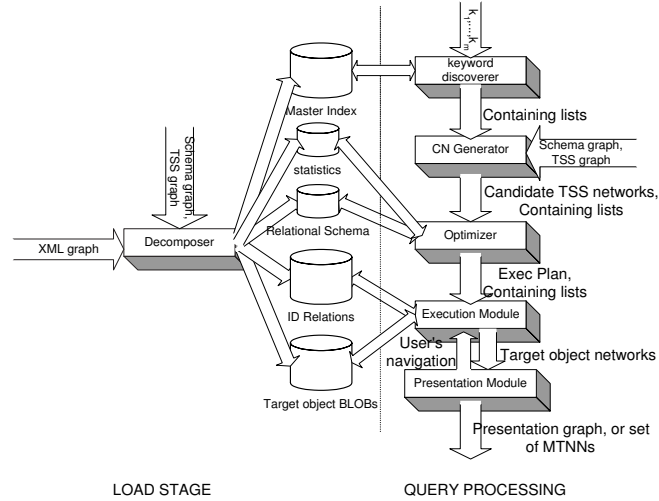 k₁,...,kₘ
keyword
discoverer
Master Index
Containing lists
Schema graph,
TSS graph
CN Generator
Schema graph,
TSS graph
statistics
Candidate TSS networks,
Containing lists
Relational Schema
XML graph
Decomposer
Optimizer
Exec Plan,
Containing lists
ID Relations
Execution Module
User's
navigation
Target object networks
Target object BLOBs
Presentation Module
Presentation graph, or set
of MTNNs
LOAD STAGE
QUERY PROCESSING